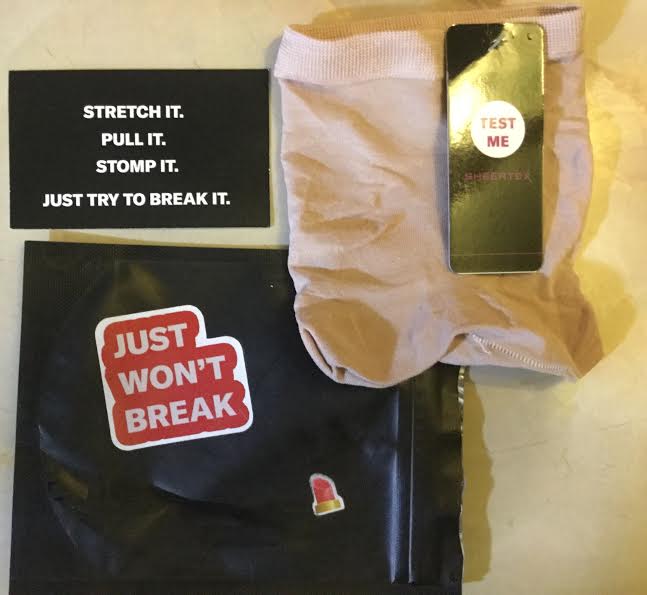 STRETCH IT.
PULL IT.
STOMP IT.
JUST TRY TO BREAK IT.
TEST
ME
SHEERTEX
JUST
WON'T
BREAK